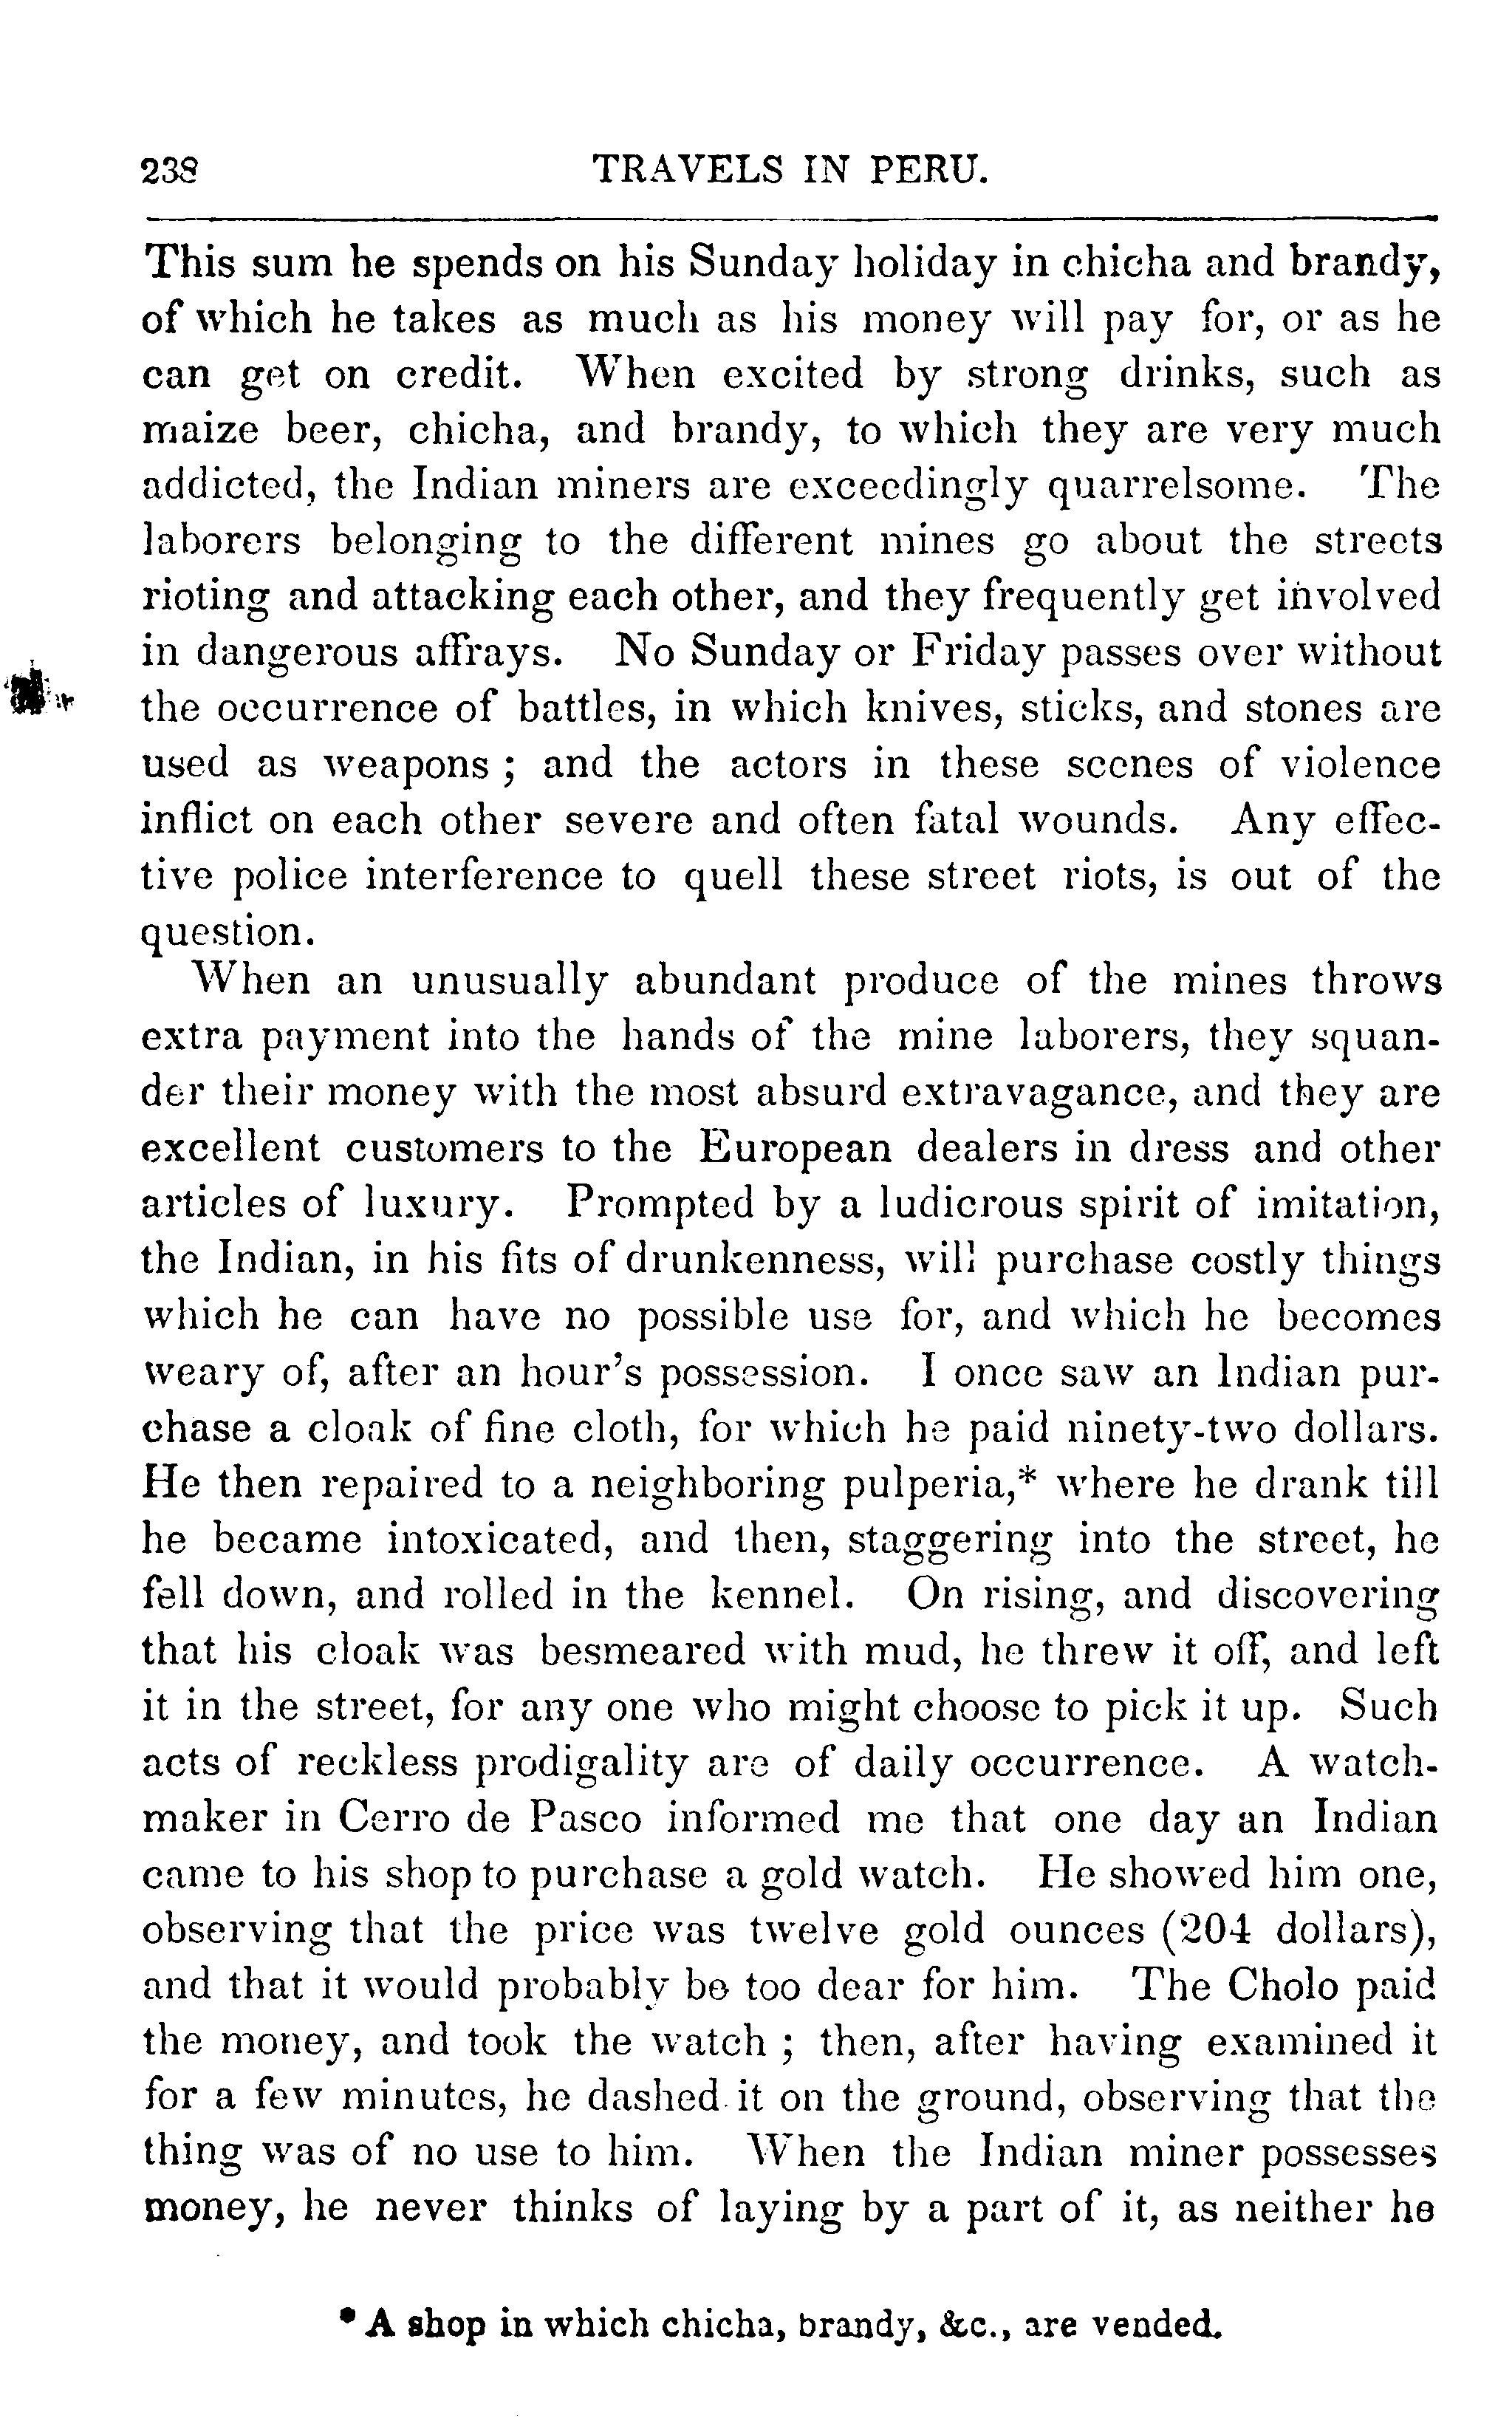 238 TRAVELS IN PERU.
This sum he spends on his Sunday holiday in chicha and brandy,
of which he takes as much as his money will pay for, or as he
can get on credit. When excited by strong drinks, such as
maize beer, chicha, and brandy, to which they are very much
addicted, the Indian miners are exceedingly quarrelsome. The
laborers belonging to the different mines go about the streets
rioting and attacking each other, and they frequently get involved
in dangerous affrays. No Sunday or Friday passes over without
the occurrence of battles, in which knives, sticks, and stones are
used as weapons ; and the actors in these scenes of violence
inflict on each other severe and often fatal wounds. Any effec-
tive police interference to quell these street riots, is out of the
question.
When an unusually abundant produce of the mines throws
extra payment into the hands of the mine laborers, they squan-
der their money with the most absurd extravagance, and they are
excellent customers to the European dealers in dress and other
articles of luxury. Prompted by a ludicrous spirit of imitation,
the Indian, in his fits of drunkenness, will purchase costly things
which he can have no possible use for, and which he becomes
weary of, after an hour's possession. I once saw an Indian pur-
chase a cloak of fine cloth, for which he paid ninety-two dollars.
He then repaired to a neighboring pulperia,* where he drank till
he became intoxicated, and then, staggering into the street, he
fell down, and rolled in the kennel. On rising, and discovering
that his cloak was besmeared with mud, he threw it off, and left
it in the street, for any one who might choose to pick it up. Such
acts of reckless prodigality are of daily occurrence. A watch-
maker in Cerro de Pasco informed me that one day an Indian
came to his shop to purchase a gold watch. He showed him one,
observing that the price was twelve gold ounces (204 dollars),
and that it would probably be too dear for him. The Cholo paid
the money, and took the watch ; then, after having examined it
for a few minutes, he dashed it on the ground, observing that the
thing was of no use to him. When the Indian miner possesses
money, he never thinks of laying by a part of it, as neither he
* A shop in which chicha, brandy, &c., are vended.